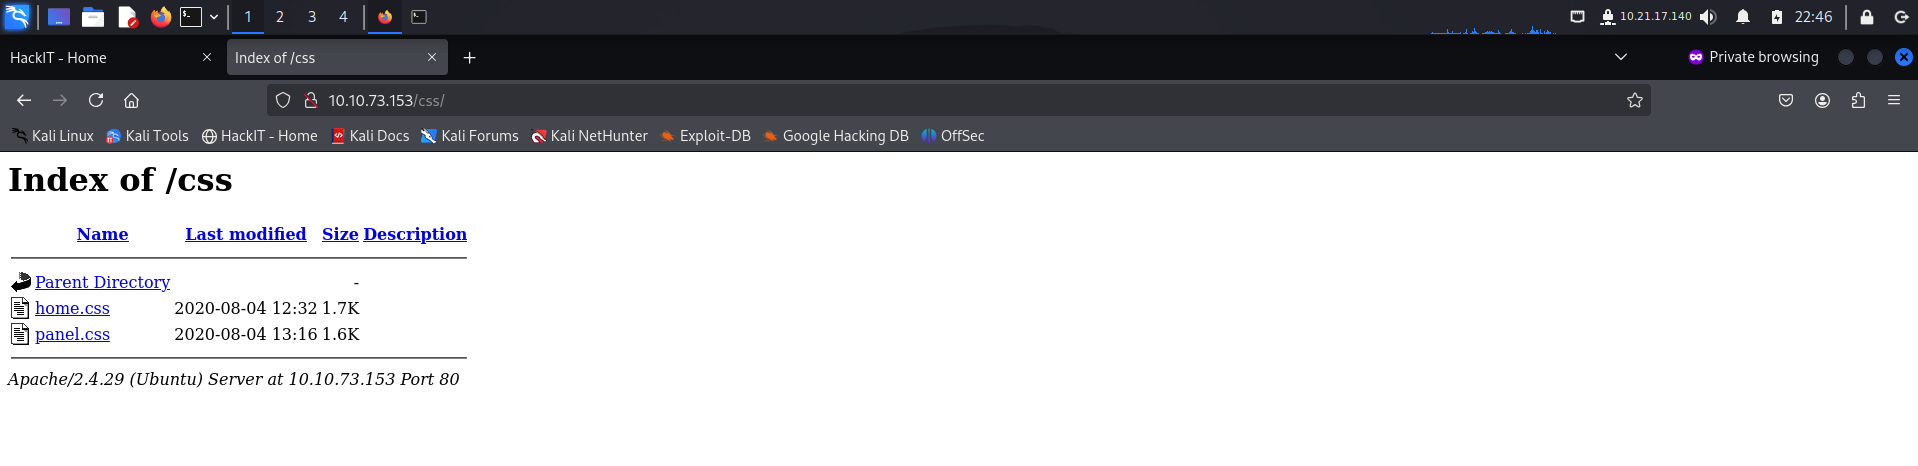 1 2 3 4 10.21.17.140 22:46
HackIT - Home Index of /css Private browsing
10.10.73.153/css/
Kali Linux Kali Tools HackIT - Home Kali Docs Kali Forums Kali NetHunter Exploit-DB Google Hacking DB OffSec
Index of /css
Name Last modified Size Description
Parent Directory -
home.css 2020-08-04 12:32 1.7K
panel.css 2020-08-04 13:16 1.6K
Apache/2.4.29 (Ubuntu) Server at 10.10.73.153 Port 80